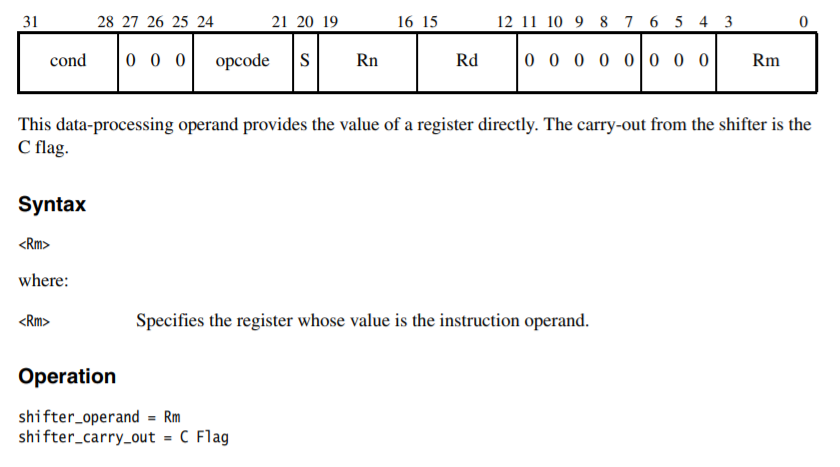 31 28 27 26 25 24 21 20 19 16 15 12 11 10 9 8 7 6 5 4 3 0
cond 0 0 0 opcode S Rn Rd 0 0 0 0 0 0 0 0 Rm
This data-processing operand provides the value of a register directly. The carry-out from the shifter is the
C flag.
Syntax
<Rm>
where:
<Rm> Specifies the register whose value is the instruction operand.
Operation
shifter_operand = Rm
shifter_carry_out = C Flag